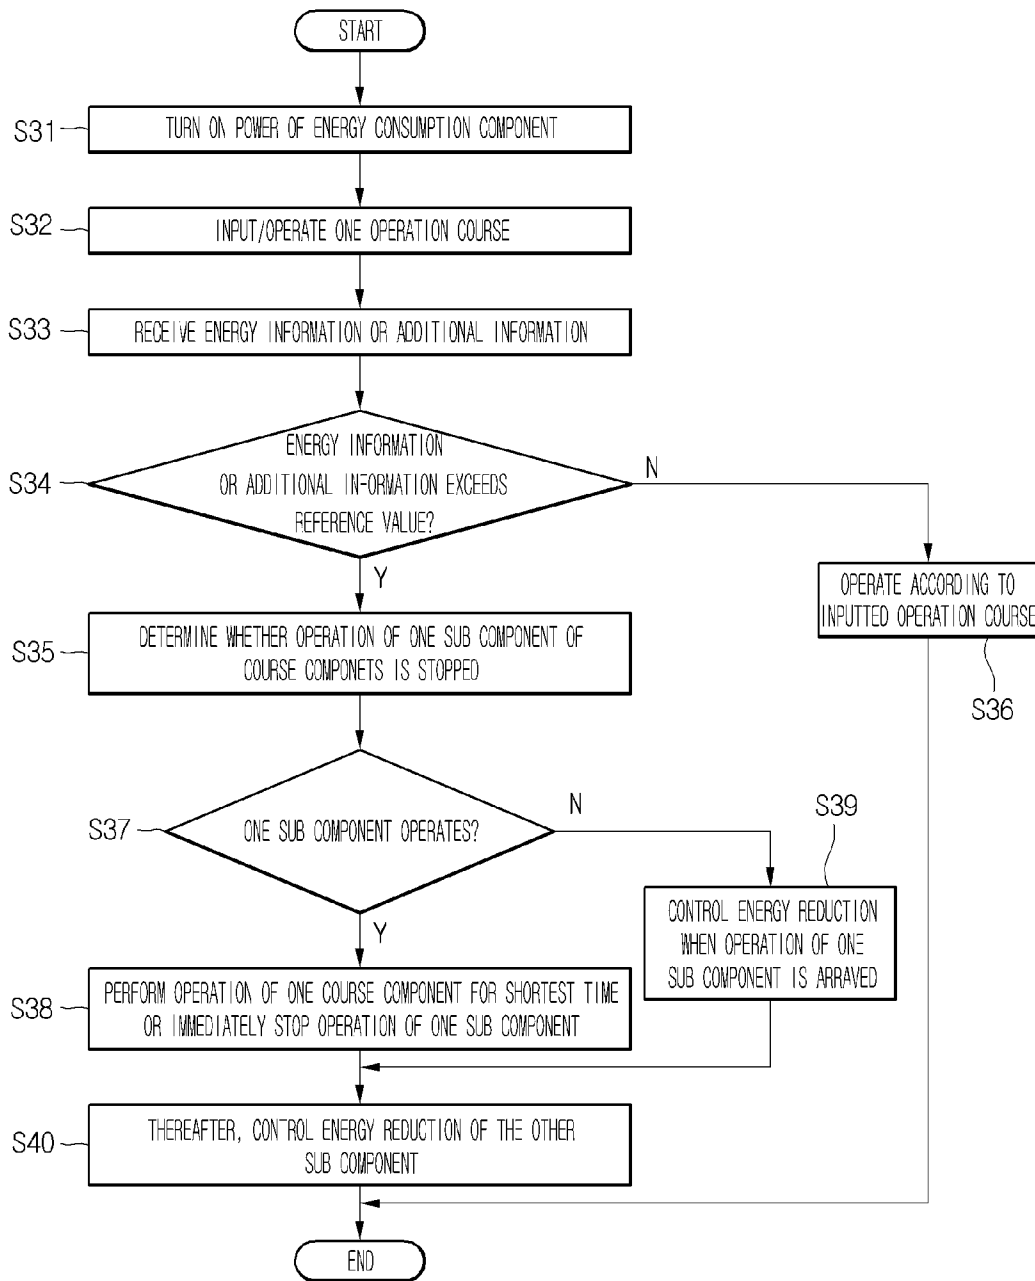 START
S31
TURN ON POWER OF ENERGY CONSUMPTION COMPONENT
S32
INPUT/OPERATE ONE OPERATION COURSE
S33
RECEIVE ENERGY INFORMATION OR ADDITIONAL INFORMATION
S34
ENERGY INFORMATION
OR ADDITIONAL INFORMATION EXCEEDS
REFERENCE VALUE?
N
Y
OPERATE ACCORDING TO
INPUTTED OPERATION COURSE
S36
S35
DETERMINE WHETHER OPERATION OF ONE SUB COMPONENT OF
COURSE COMPONETS IS STOPPED
S37
ONE SUB COMPONENT OPERATES?
N
Y
S39
CONTROL ENERGY REDUCTION
WHEN OPERATION OF ONE
SUB COMPONENT IS ARRAVED
S38
PERFORM OPERATION OF ONE COURSE COMPONENT FOR SHORTEST TIME
OR IMMEDIATELY STOP OPERATION OF ONE SUB COMPONENT
S40
THEREAFTER, CONTROL ENERGY REDUCTION OF THE OTHER
SUB COMPONENT
END